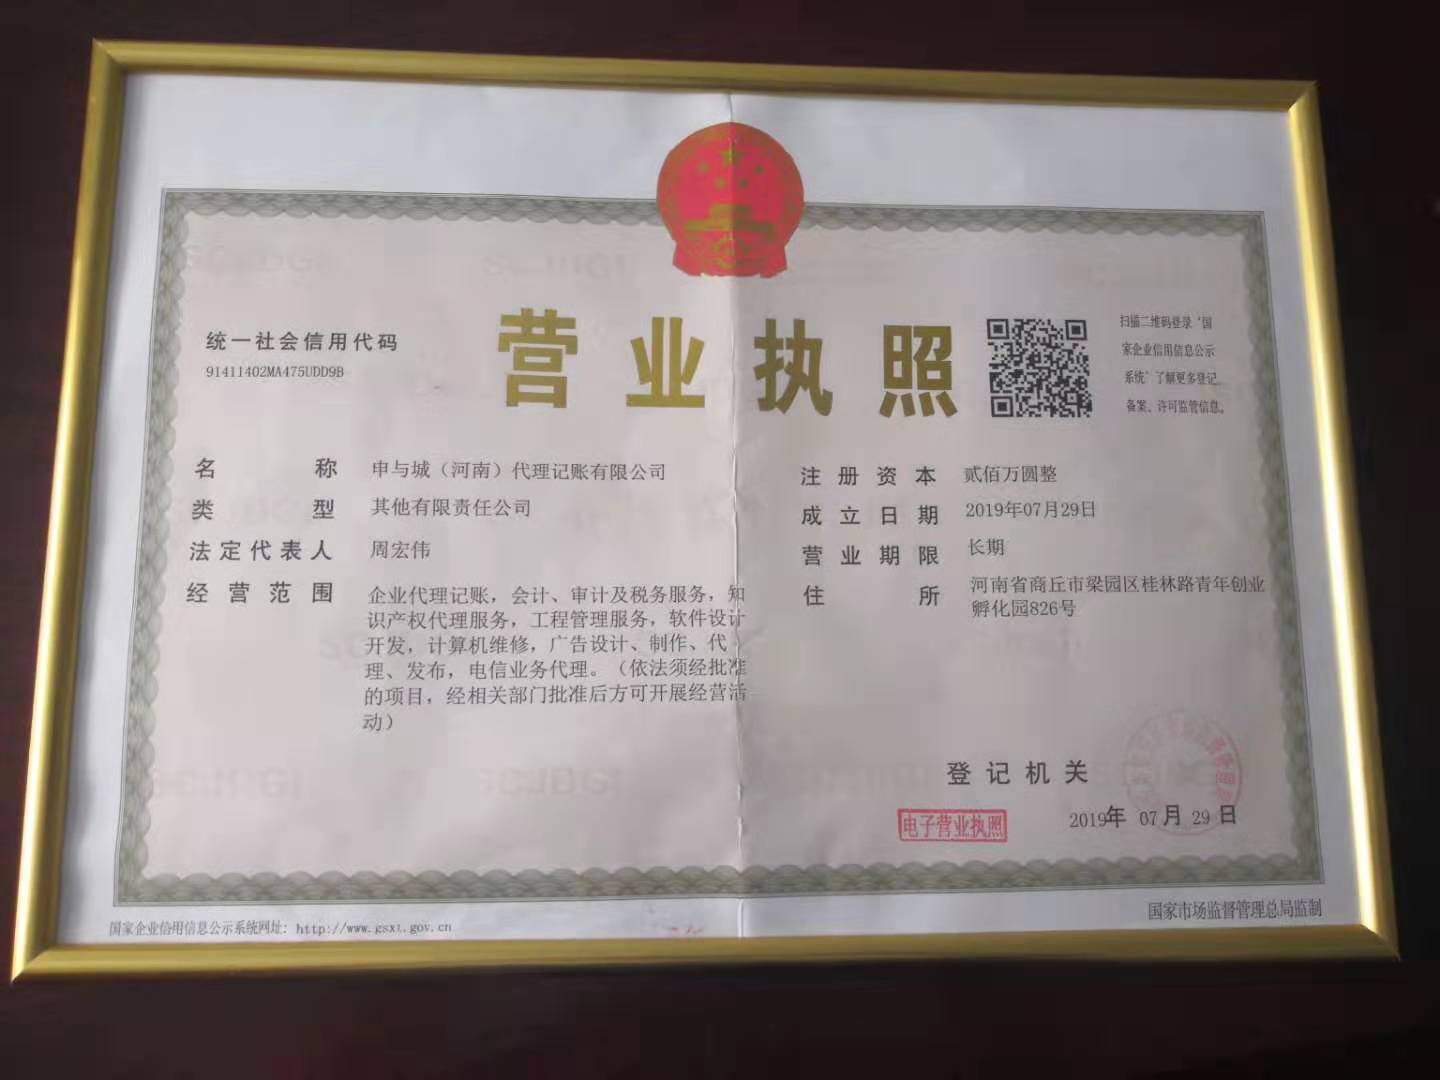 统一社会信用代码
91411402MA475UDD9B
营业执照
扫描二维码登录‘国
家企业信用信息公示
系统’了解更多登记、
备案、许可监管信息。
名称 申与城（河南）代理记账有限公司
类型 其他有限责任公司
法定代表人 周宏伟
经营范围 企业代理记账，会计、审计及税务服务，知
识产权代理服务，工程管理服务，软件设计
开发，计算机维修，广告设计、制作、代
理、发布，电信业务代理。（依法须经批准
的项目，经相关部门批准后方可开展经营活
动）
注册资本 贰佰万圆整
成立日期 2019年07月29日
营业期限 长期
住所 河南省商丘市梁园区桂林路青年创业
孵化园826号
登记机关
电子营业执照
2019年 07月 29日
国家企业信用信息公示系统网址：http://www.gsxt.gov.cn
国家市场监督管理总局监制